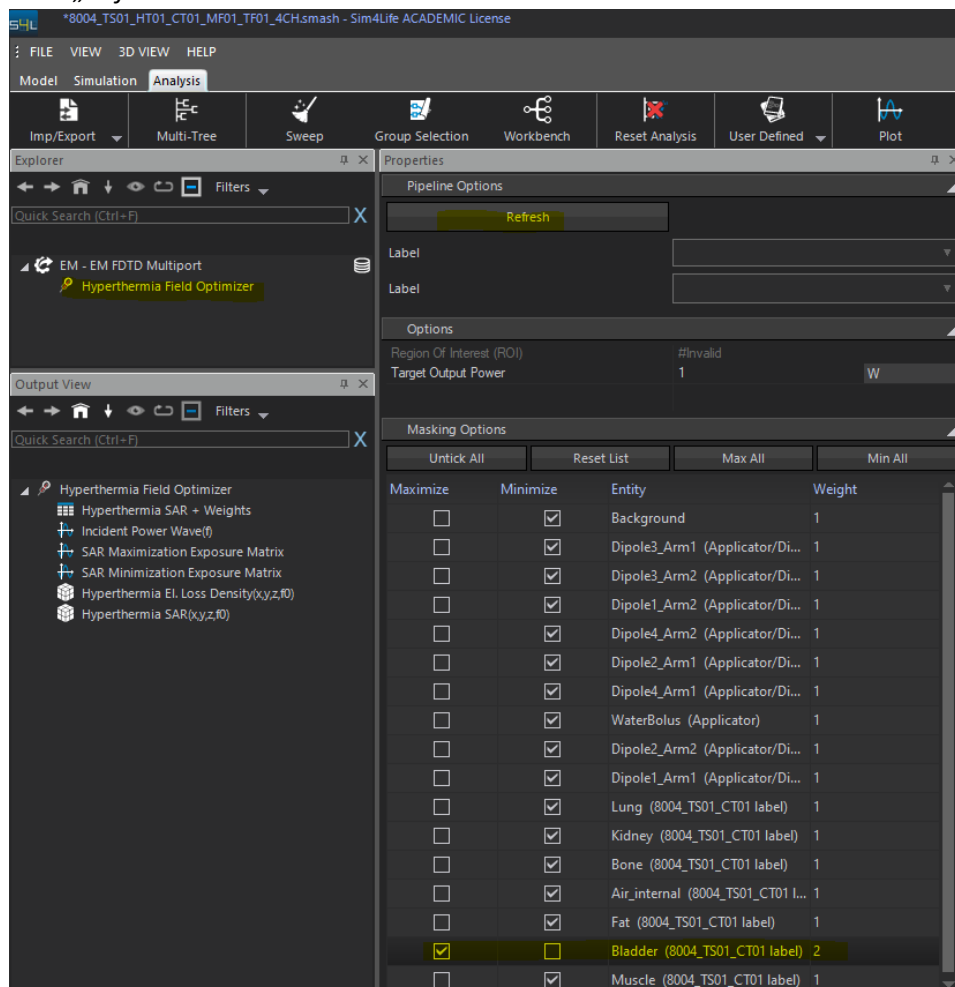 S4L *8004_TS01_HT01_CT01_MF01_TF01_4CH.smash - Sim4Life ACADEMIC License
FILE VIEW 3D VIEW HELP
Model Simulation Analysis
Imp/Export Multi-Tree Sweep Group Selection Workbench Reset Analysis User Defined Plot
Explorer
Filters
Quick Search (Ctrl+F) X
EM - EM FDTD Multiport
Hyperthermia Field Optimizer
Output View
Filters
Quick Search (Ctrl+F) X
Hyperthermia Field Optimizer
Hyperthermia SAR + Weights
Incident Power Wave(f)
SAR Maximization Exposure Matrix
SAR Minimization Exposure Matrix
Hyperthermia El. Loss Density(x,y,z,f0)
Hyperthermia SAR(x,y,z,f0)
Properties
Pipeline Options
Refresh
Label
Label
Options
Region Of Interest (ROI) #Invalid
Target Output Power 1 W
Masking Options
Untick All Reset List Max All Min All
Maximize Minimize Entity Weight
Background 1
Dipole3_Arm1 (Applicator/Di... 1
Dipole3_Arm2 (Applicator/Di... 1
Dipole1_Arm2 (Applicator/Di... 1
Dipole4_Arm2 (Applicator/Di... 1
Dipole2_Arm1 (Applicator/Di... 1
Dipole4_Arm1 (Applicator/Di... 1
WaterBolus (Applicator) 1
Dipole2_Arm2 (Applicator/Di... 1
Dipole1_Arm1 (Applicator/Di... 1
Lung (8004_TS01_CT01 label) 1
Kidney (8004_TS01_CT01 label) 1
Bone (8004_TS01_CT01 label) 1
Air_internal (8004_TS01_CT01 l... 1
Fat (8004_TS01_CT01 label) 1
Bladder (8004_TS01_CT01 label) 2
Muscle (8004_TS01_CT01 label) 1